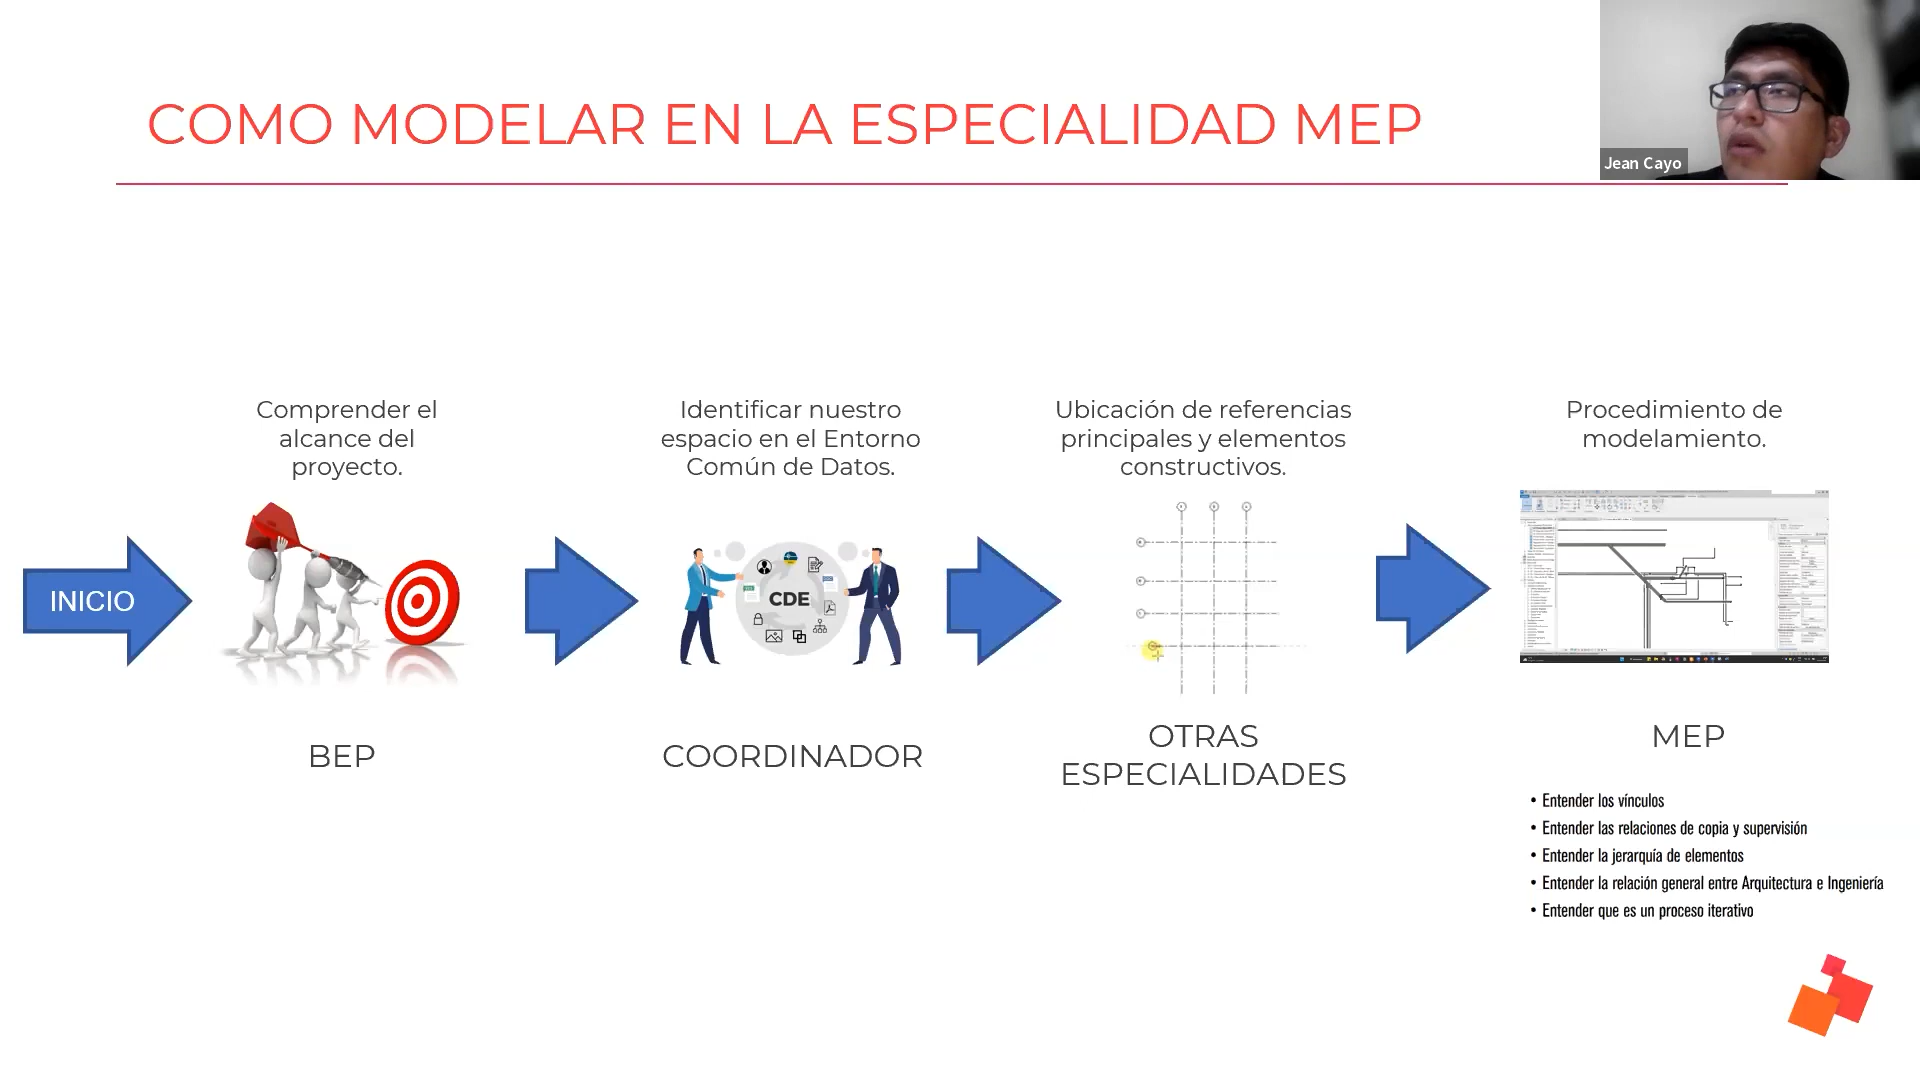 COMO MODELAR EN LA ESPECIALIDAD MEP
Jean Cayo
Comprender el
alcance del
proyecto.
Identificar nuestro
espacio en el Entorno
Común de Datos.
Ubicación de referencias
principales y elementos
constructivos.
Procedimiento de
modelamiento.
INICIO
CDE
BEP
COORDINADOR
OTRAS
ESPECIALIDADES
MEP
• Entender los vínculos
• Entender las relaciones de copia y supervisión
• Entender la jerarquía de elementos
• Entender la relación general entre Arquitectura e Ingeniería
• Entender que es un proceso iterativo